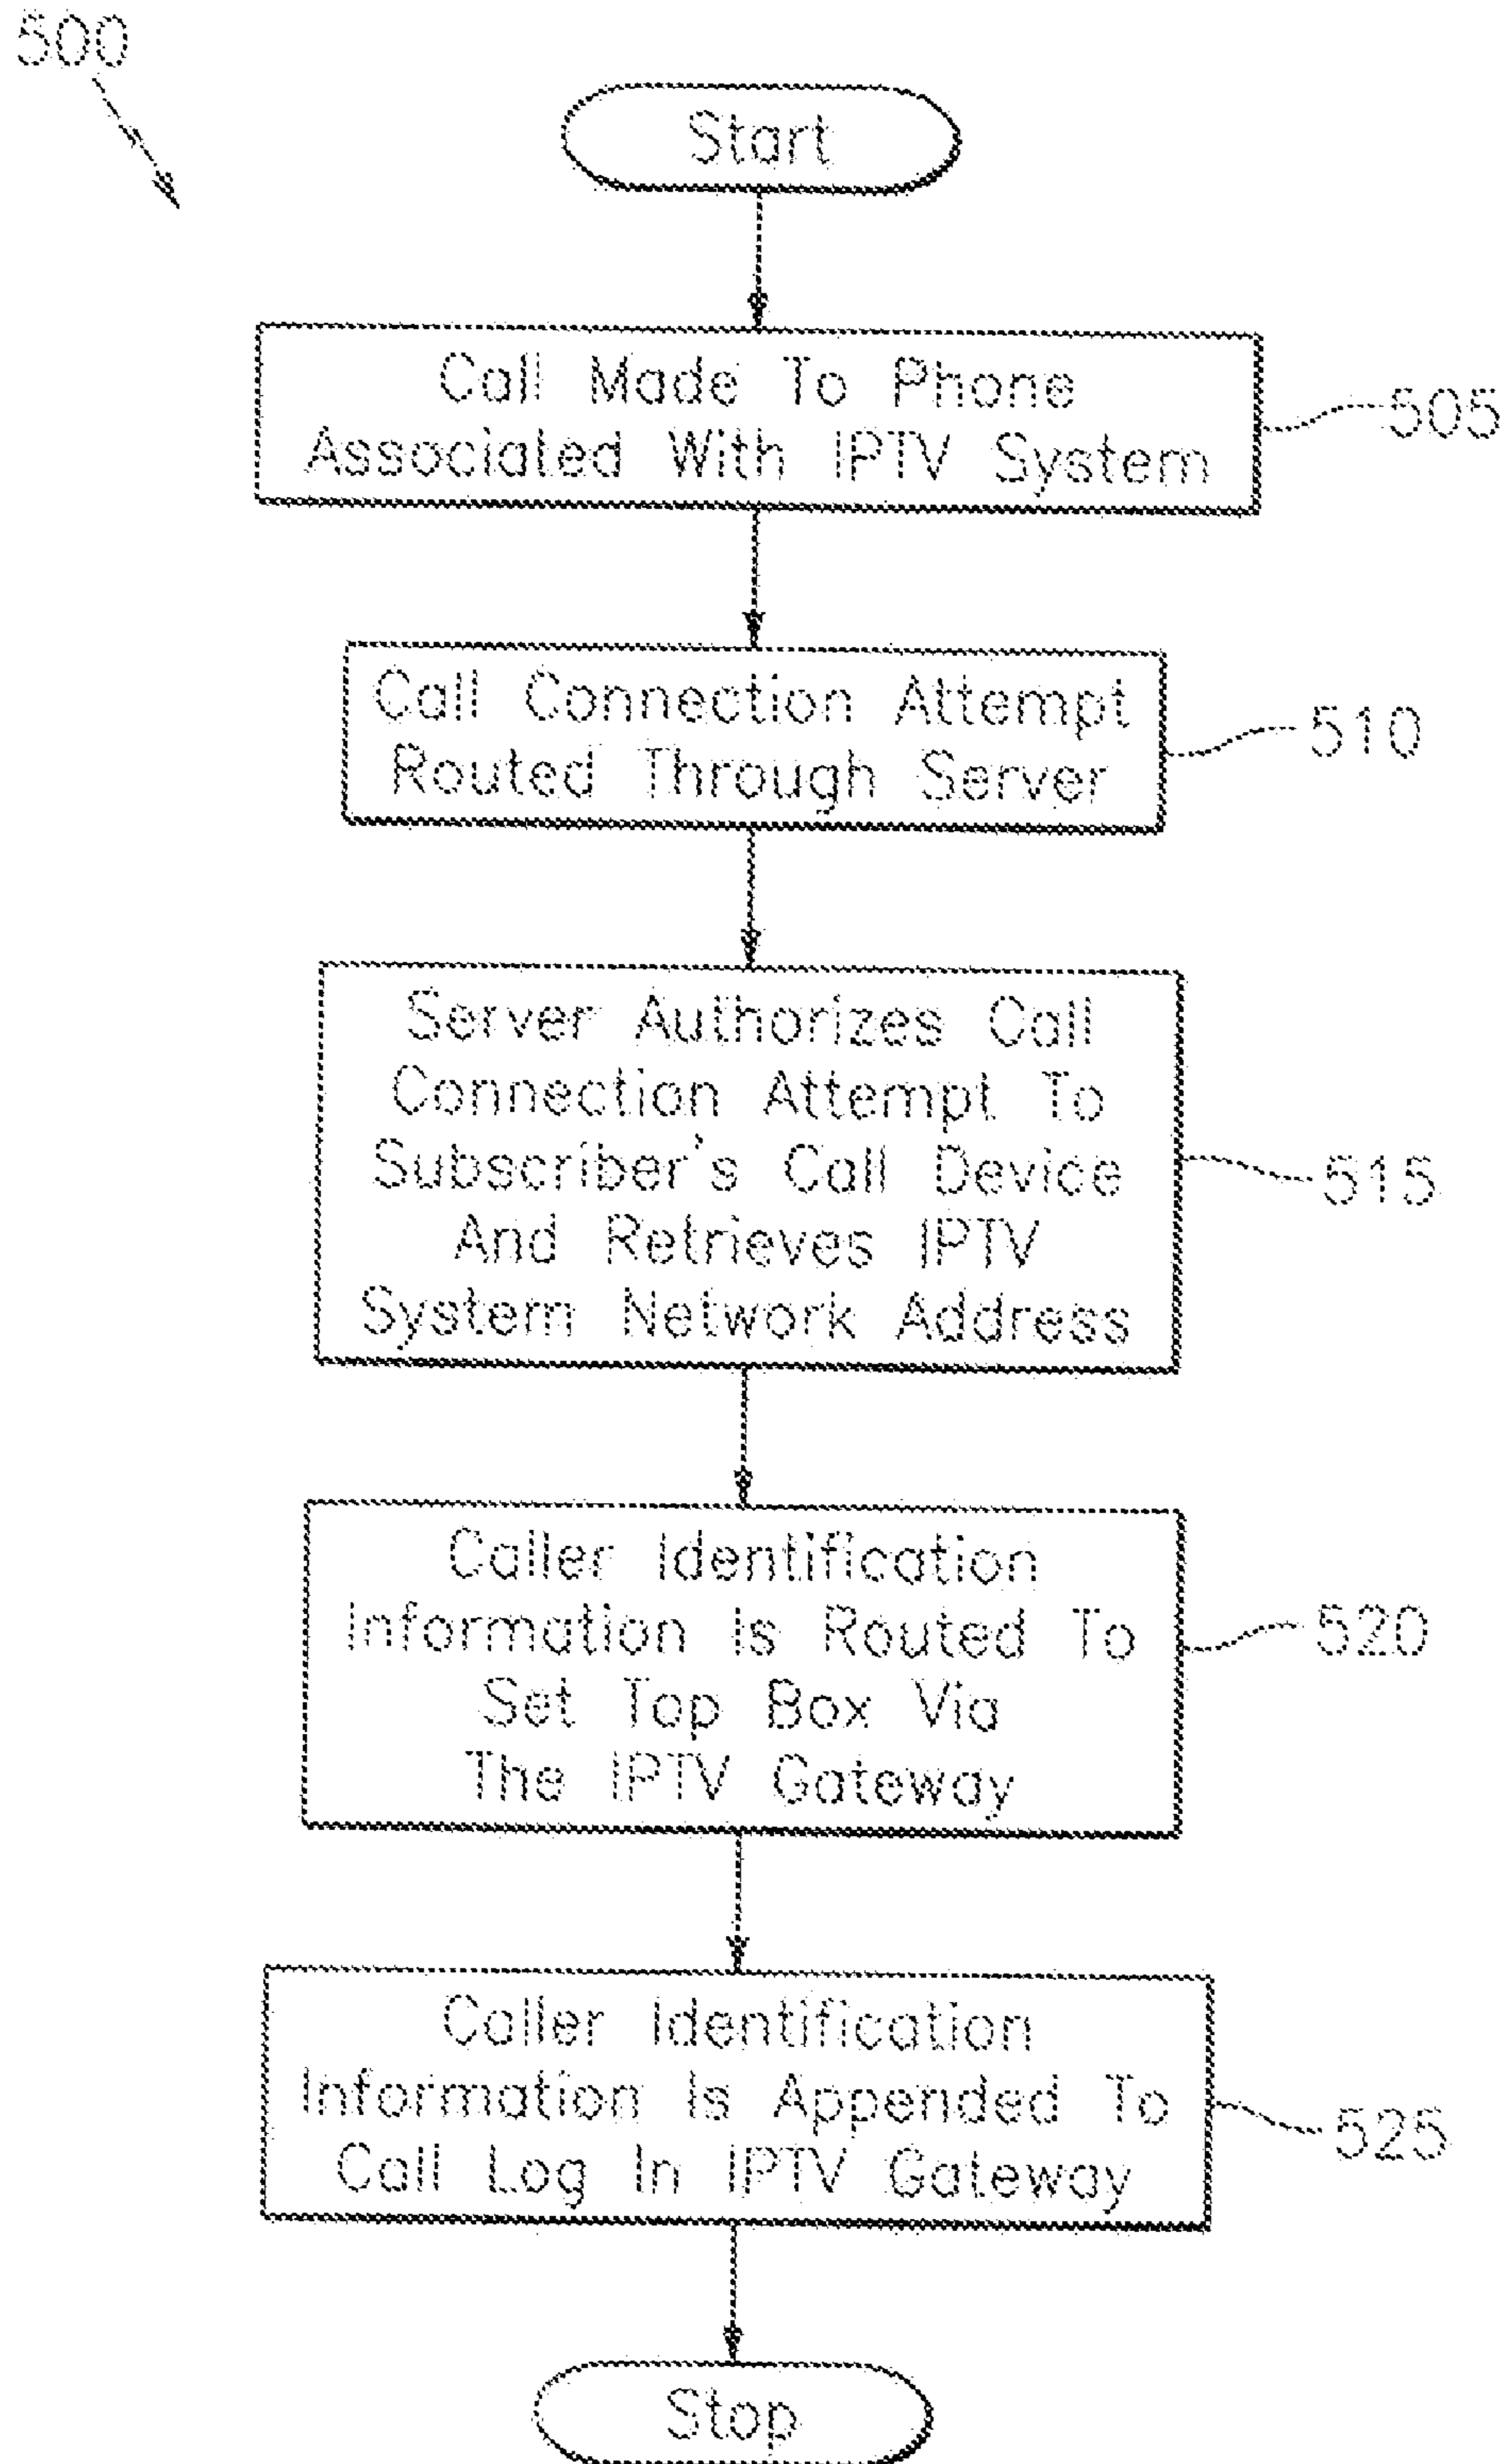 500
Start
Call Made To Phone
Associated With IPTV System
505
Call Connection Attempt
Routed Through Server
510
Server Authorizes Call
Connection Attempt To
Subscriber's Call Device
And Retrieves IPTV
System Network Address
515
Caller Identification
Information Is Routed To
Set Top Box Via
The IPTV Gateway
520
Caller Identification
Information Is Appended To
Call Log In IPTV Gateway
525
Stop